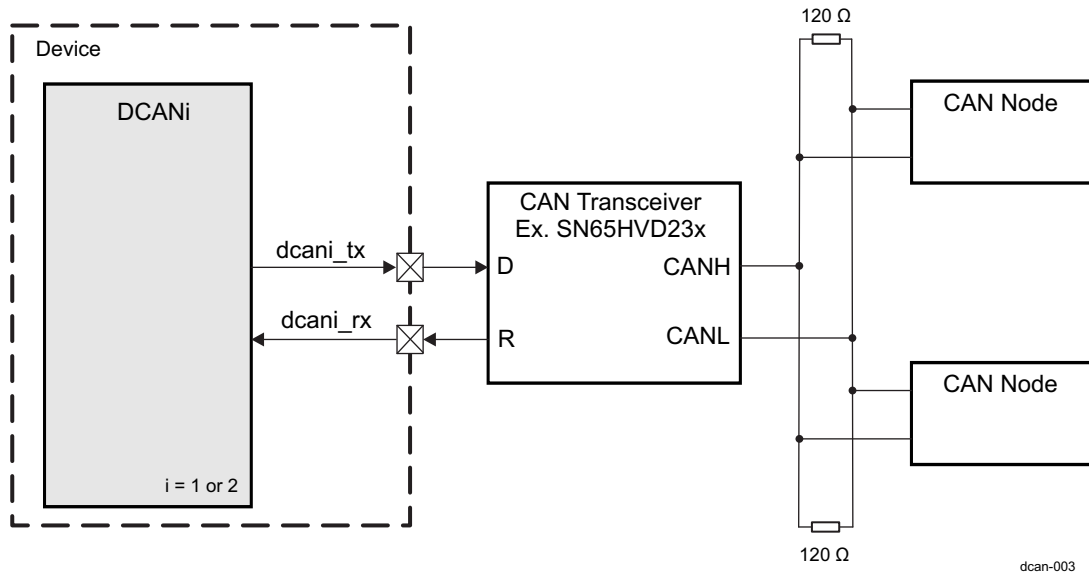 120 Ω
Device
DCANi
CAN Node
CAN Transceiver
Ex. SN65HVD23x
dcani_tx
D
CANH
dcani_rx
R
CANL
CAN Node
i = 1 or 2
120 Ω
dcan-003